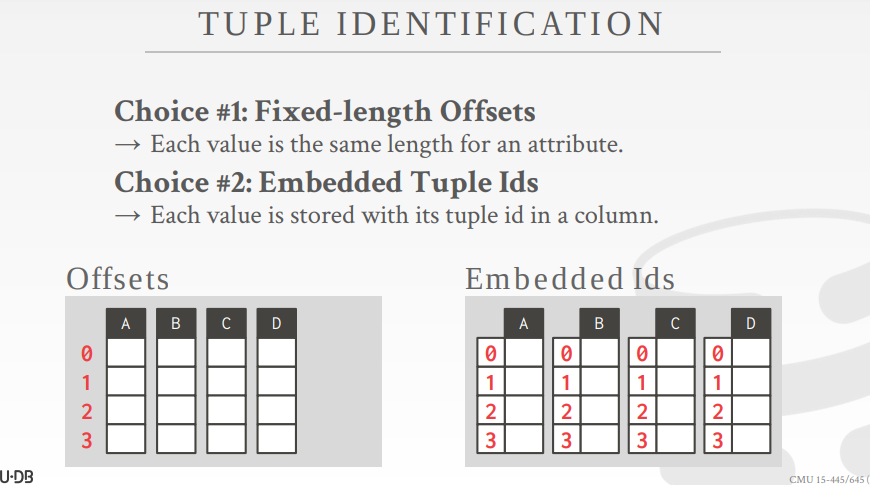 TUPLE IDENTIFICATION
Choice #1: Fixed-length Offsets
→ Each value is the same length for an attribute.
Choice #2: Embedded Tuple Ids
→ Each value is stored with its tuple id in a column.
Offsets
A B C D
0
1
2
3
Embedded Ids
A B C D
0 0 0 0
1 1 1 1
2 2 2 2
3 3 3 3
U·DB
CMU 15-445/645 (